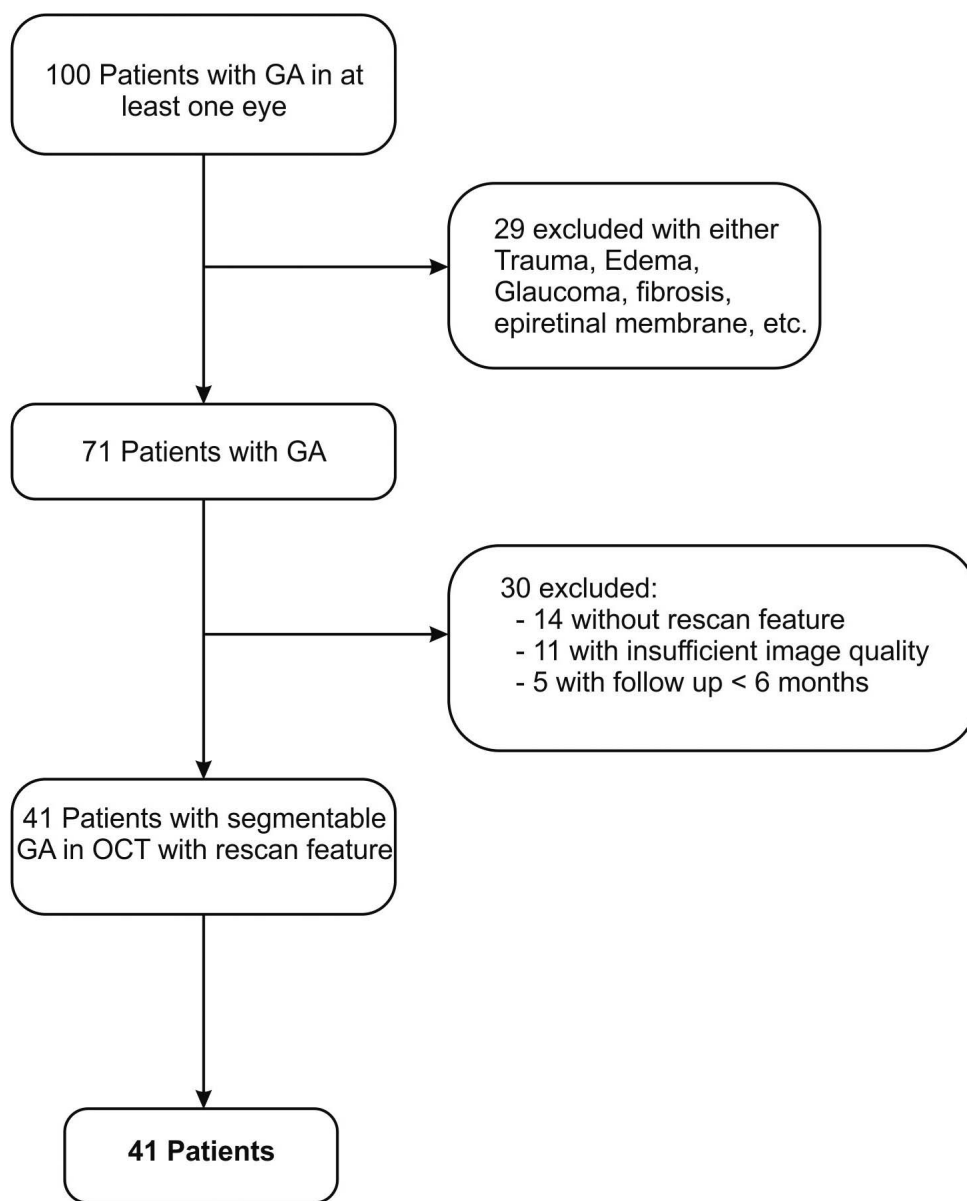 100 Patients with GA in at
least one eye
29 excluded with either
Trauma, Edema,
Glaucoma, fibrosis,
epiretinal membrane, etc.
71 Patients with GA
30 excluded:
- 14 without rescan feature
- 11 with insufficient image quality
- 5 with follow up < 6 months
41 Patients with segmentable
GA in OCT with rescan feature
41 Patients